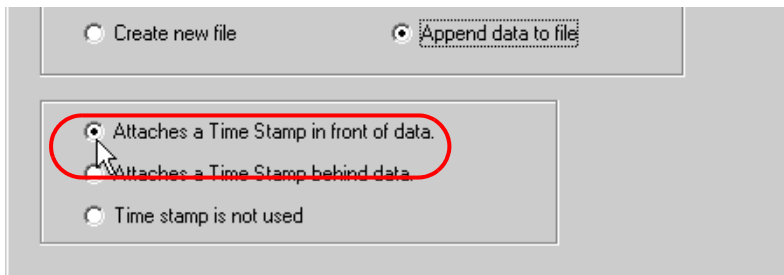 Create new file Append data to file
Attaches a Time Stamp in front of data.
Attaches a Time Stamp behind data.
Time stamp is not used